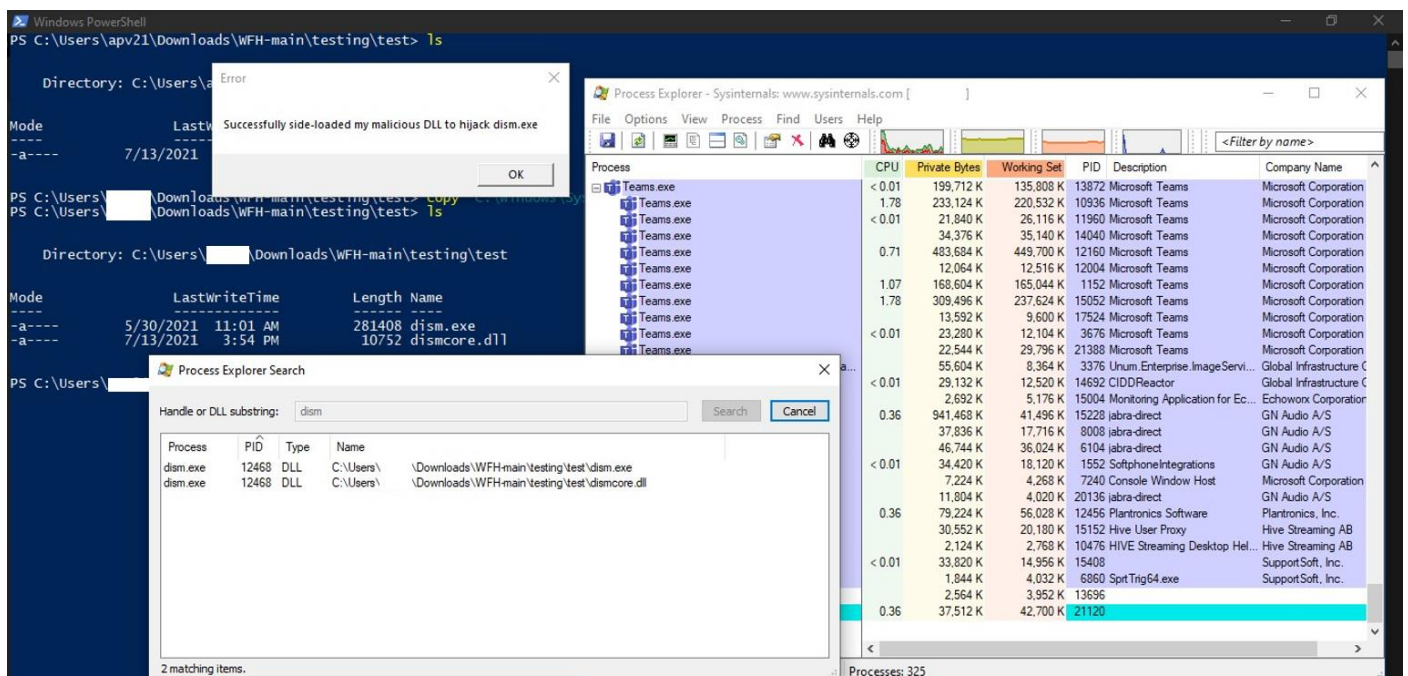 Windows PowerShell
PS C:\Users\apv21\Downloads\WFH-main\testing\test> ls
Directory: C:\Users\a
Mode LastW
---- -----
-a---- 7/13/2021
PS C:\Users\ \Downloads\WFH-main\testing\test> copy C:\Windows\Sy
PS C:\Users\ \Downloads\WFH-main\testing\test> ls
Directory: C:\Users\ \Downloads\WFH-main\testing\test
Mode LastWriteTime Length Name
---- ------------- ------ ----
-a---- 5/30/2021 11:01 AM 281408 dism.exe
-a---- 7/13/2021 3:54 PM 10752 dismcore.dll
PS C:\Users\
Error
Successfully side-loaded my malicious DLL to hijack dism.exe
OK
Process Explorer - Sysinternals: www.sysinternals.com [ ]
File Options View Process Find Users Help
<Filter by name>
Process CPU Private Bytes Working Set PID Description Company Name
Teams.exe < 0.01 199,712 K 135,808 K 13872 Microsoft Teams Microsoft Corporation
Teams.exe 1.78 233,124 K 220,532 K 10936 Microsoft Teams Microsoft Corporation
Teams.exe < 0.01 21,840 K 26,116 K 11960 Microsoft Teams Microsoft Corporation
Teams.exe 34,376 K 35,140 K 14040 Microsoft Teams Microsoft Corporation
Teams.exe 0.71 483,684 K 449,700 K 12160 Microsoft Teams Microsoft Corporation
Teams.exe 12,064 K 12,516 K 12004 Microsoft Teams Microsoft Corporation
Teams.exe 1.07 168,604 K 165,044 K 1152 Microsoft Teams Microsoft Corporation
Teams.exe 1.78 309,496 K 237,624 K 15052 Microsoft Teams Microsoft Corporation
Teams.exe 13,592 K 9,600 K 17524 Microsoft Teams Microsoft Corporation
Teams.exe < 0.01 23,280 K 12,104 K 3676 Microsoft Teams Microsoft Corporation
Teams.exe 22,544 K 29,796 K 21388 Microsoft Teams Microsoft Corporation
a... 55,604 K 8,364 K 3376 Unum.Enterprise.ImageServi... Global Infrastructure C
< 0.01 29,132 K 12,520 K 14692 CIDDReactor Global Infrastructure C
2,692 K 5,176 K 15004 Monitoring Application for Ec... Echoworx Corporation
0.36 941,468 K 41,496 K 15228 jabra-direct GN Audio A/S
37,836 K 17,716 K 8008 jabra-direct GN Audio A/S
46,744 K 36,024 K 6104 jabra-direct GN Audio A/S
< 0.01 34,420 K 18,120 K 1552 SoftphoneIntegrations GN Audio A/S
7,224 K 4,268 K 7240 Console Window Host Microsoft Corporation
11,804 K 4,020 K 20136 jabra-direct GN Audio A/S
0.36 79,224 K 56,028 K 12456 Plantronics Software Plantronics, Inc.
30,552 K 20,180 K 15152 Hive User Proxy Hive Streaming AB
2,124 K 2,768 K 10476 HIVE Streaming Desktop Hel... Hive Streaming AB
< 0.01 33,820 K 14,956 K 15408 SupportSoft, Inc.
1,844 K 4,032 K 6860 SprtTrig64.exe SupportSoft, Inc.
2,564 K 3,952 K 13696
0.36 37,512 K 42,700 K 21120
Processes: 325
Process Explorer Search
Handle or DLL substring: dism Search Cancel
Process PID Type Name
dism.exe 12468 DLL C:\Users\ \Downloads\WFH-main\testing\test\dism.exe
dism.exe 12468 DLL C:\Users\ \Downloads\WFH-main\testing\test\dismcore.dll
2 matching items.